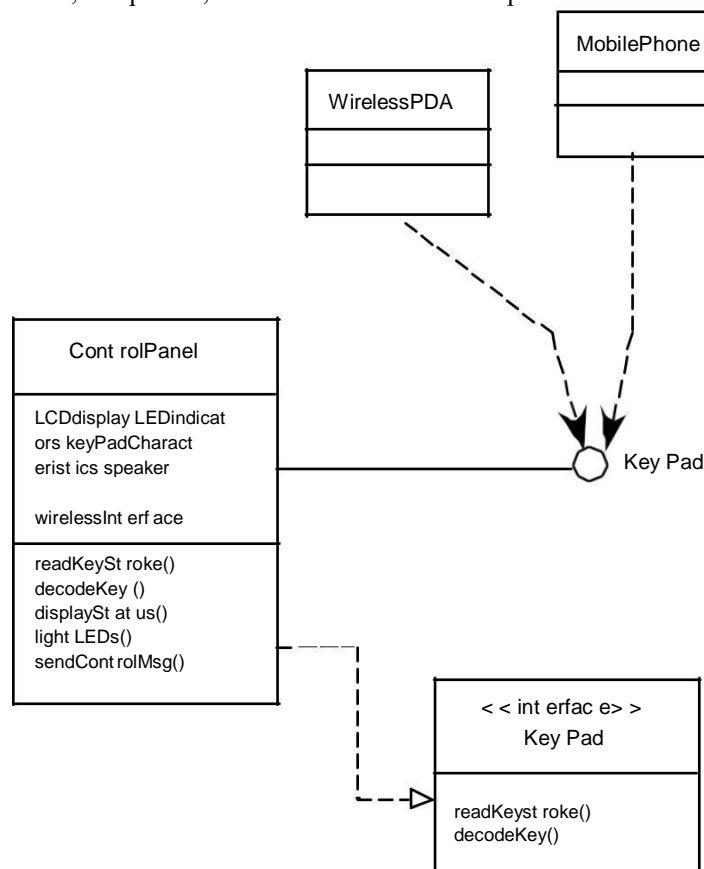 MobilePhone
WirelessPDA
Cont rolPanel
LCDdisplay LEDindicat
ors keyPadCharact
erist ics speaker
wirelessInt erf ace
Key Pad
readKeySt roke()
decodeKey ()
displaySt at us()
light LEDs()
sendCont rolMsg()
< < int erfac e> >
Key Pad
readKeyst roke()
decodeKey()